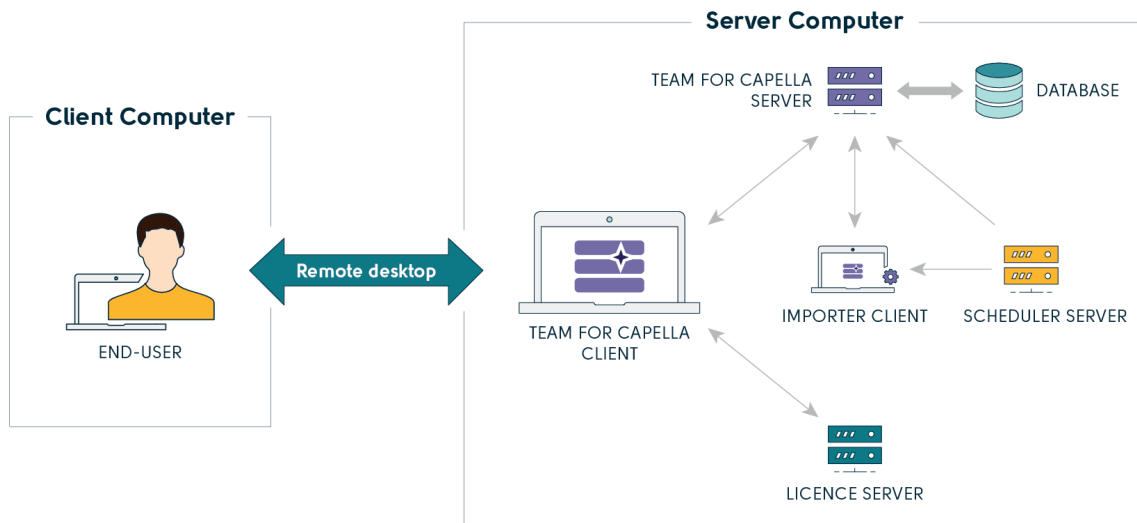 Server Computer
TEAM FOR CAPELLA
SERVER
DATABASE
Client Computer
Remote desktop
END-USER
TEAM FOR CAPELLA
CLIENT
IMPORTER CLIENT
SCHEDULER SERVER
LICENCE SERVER